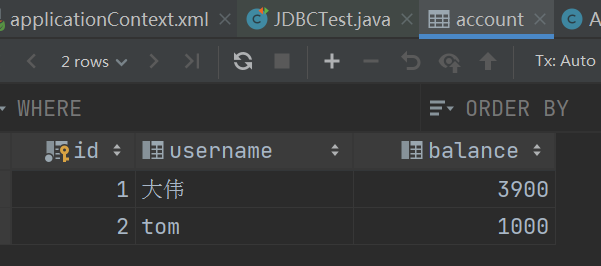 applicationContext.xml JDBCTest.java account A
2 rows Tx: Auto
WHERE ORDER BY
id username balance
1 大伟 3900
2 tom 1000